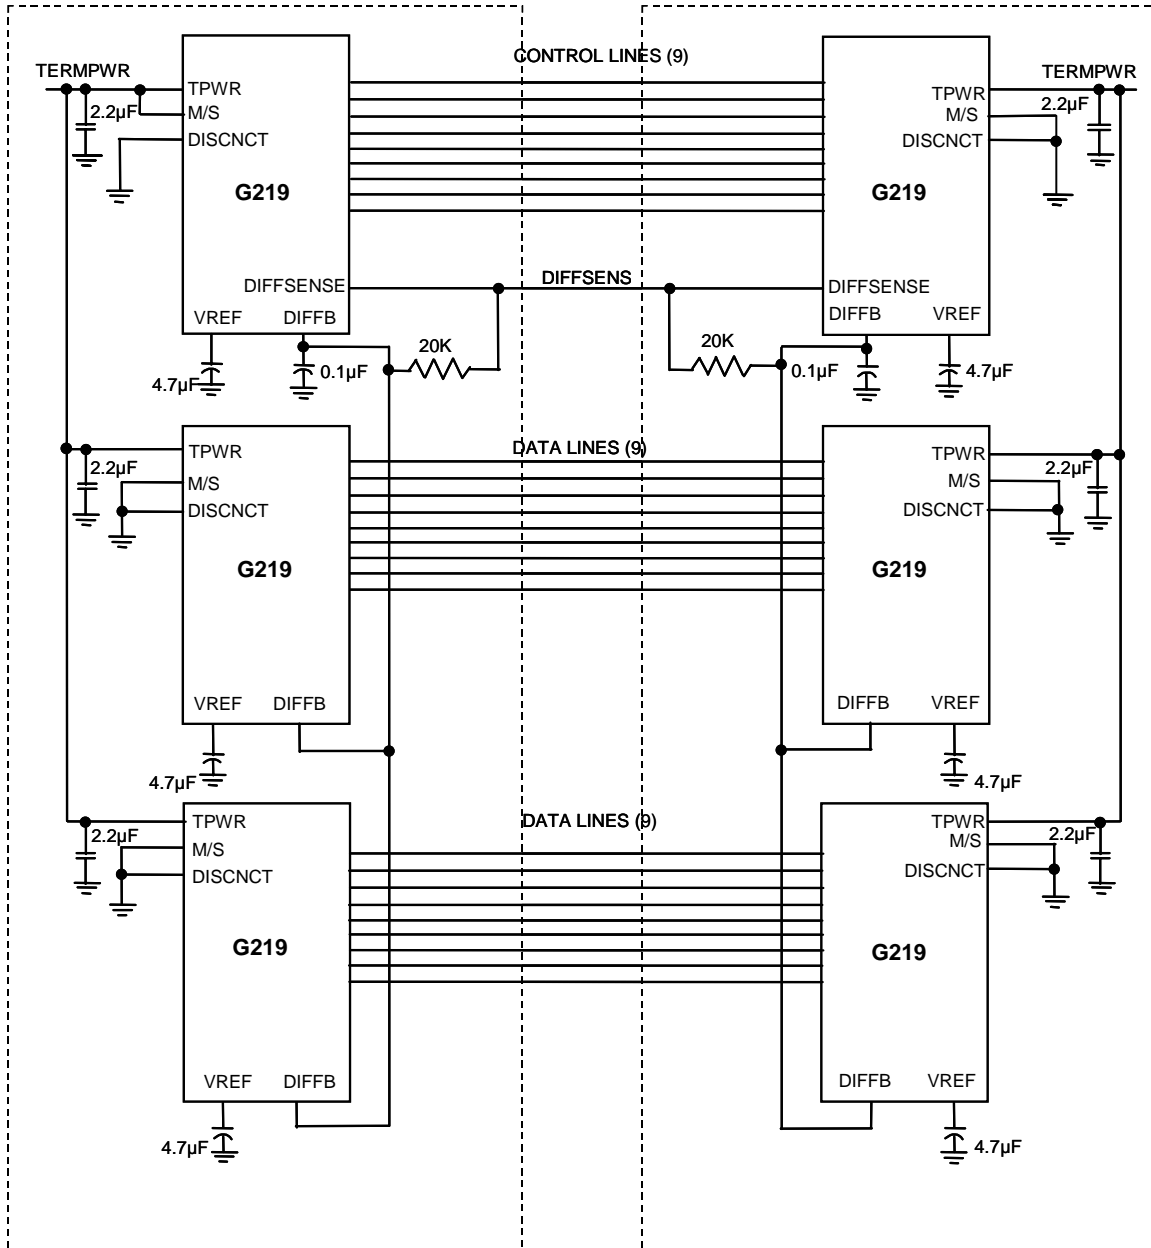 CONTROL LINES (9)
TERMPWR
TPWR
2.2µF
M/S
DISCNCT
G219
DIFFSENSE
VREF
DIFFB
4.7µF
0.1µF
20K
DIFFSENS
TERMPWR
TPWR
2.2µF
M/S
DISCNCT
G219
DIFFSENSE
DIFFB
VREF
20K
0.1µF
4.7µF
DATA LINES (9)
TPWR
2.2µF
M/S
DISCNCT
G219
VREF
DIFFB
4.7µF
TPWR
2.2µF
M/S
DISCNCT
G219
DIFFB
VREF
4.7µF
DATA LINES (9)
TPWR
2.2µF
M/S
DISCNCT
G219
VREF
DIFFB
4.7µF
TPWR
2.2µF
M/S
DISCNCT
G219
DIFFB
VREF
4.7µF